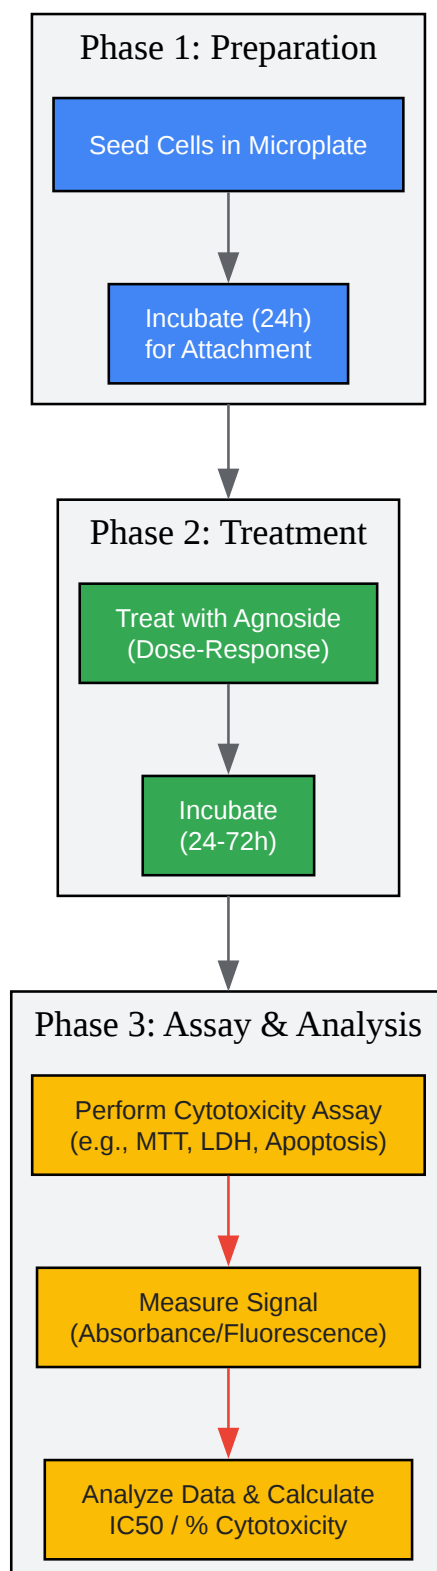 Phase 1: Preparation
Seed Cells in Microplate
Incubate (24h)
for Attachment
Phase 2: Treatment
Treat with Agnoside
(Dose-Response)
Incubate
(24-72h)
Phase 3: Assay & Analysis
Perform Cytotoxicity Assay
(e.g., MTT, LDH, Apoptosis)
Measure Signal
(Absorbance/Fluorescence)
Analyze Data & Calculate
IC50 / % Cytotoxicity